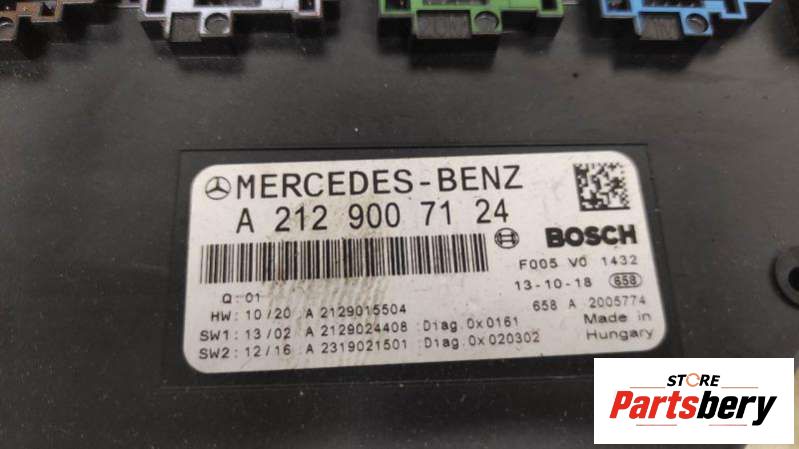 MERCEDES-BENZ
A 212 900 71 24
BOSCH
F005 V0 1432
13-10-18 658
Q: 01
658 A 2005774
HW: 10/20 A 2129015504
SW1: 13/02 A 2129024408 :Diag.0x0161
Made in
SW2: 12/16 A 2319021501 :Diag.0x020302
Hungary
STORE
Partsbery